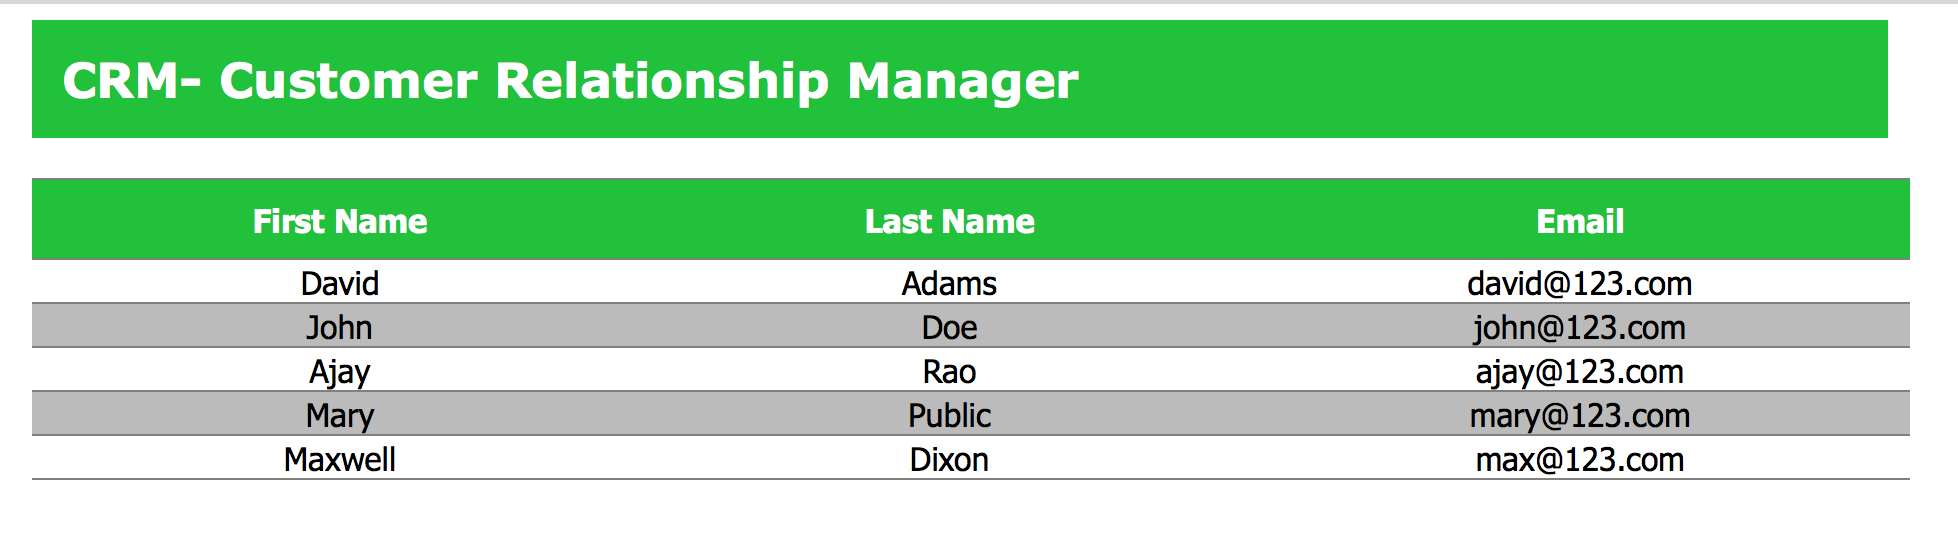 CRM- Customer Relationship Manager
First Name Last Name Email
David Adams david@123.com
John Doe john@123.com
Ajay Rao ajay@123.com
Mary Public mary@123.com
Maxwell Dixon max@123.com